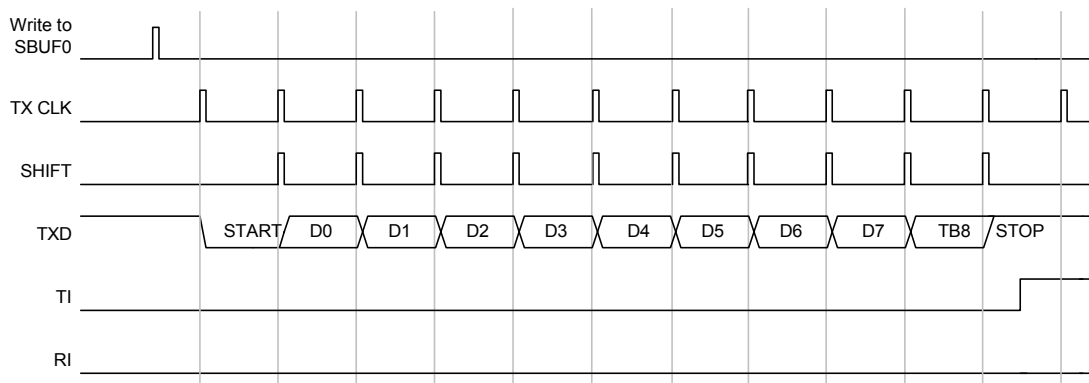 Write to
SBUF0
TX CLK
SHIFT
TXD
START
D0
D1
D2
D3
D4
D5
D6
D7
TB8
STOP
TI
RI